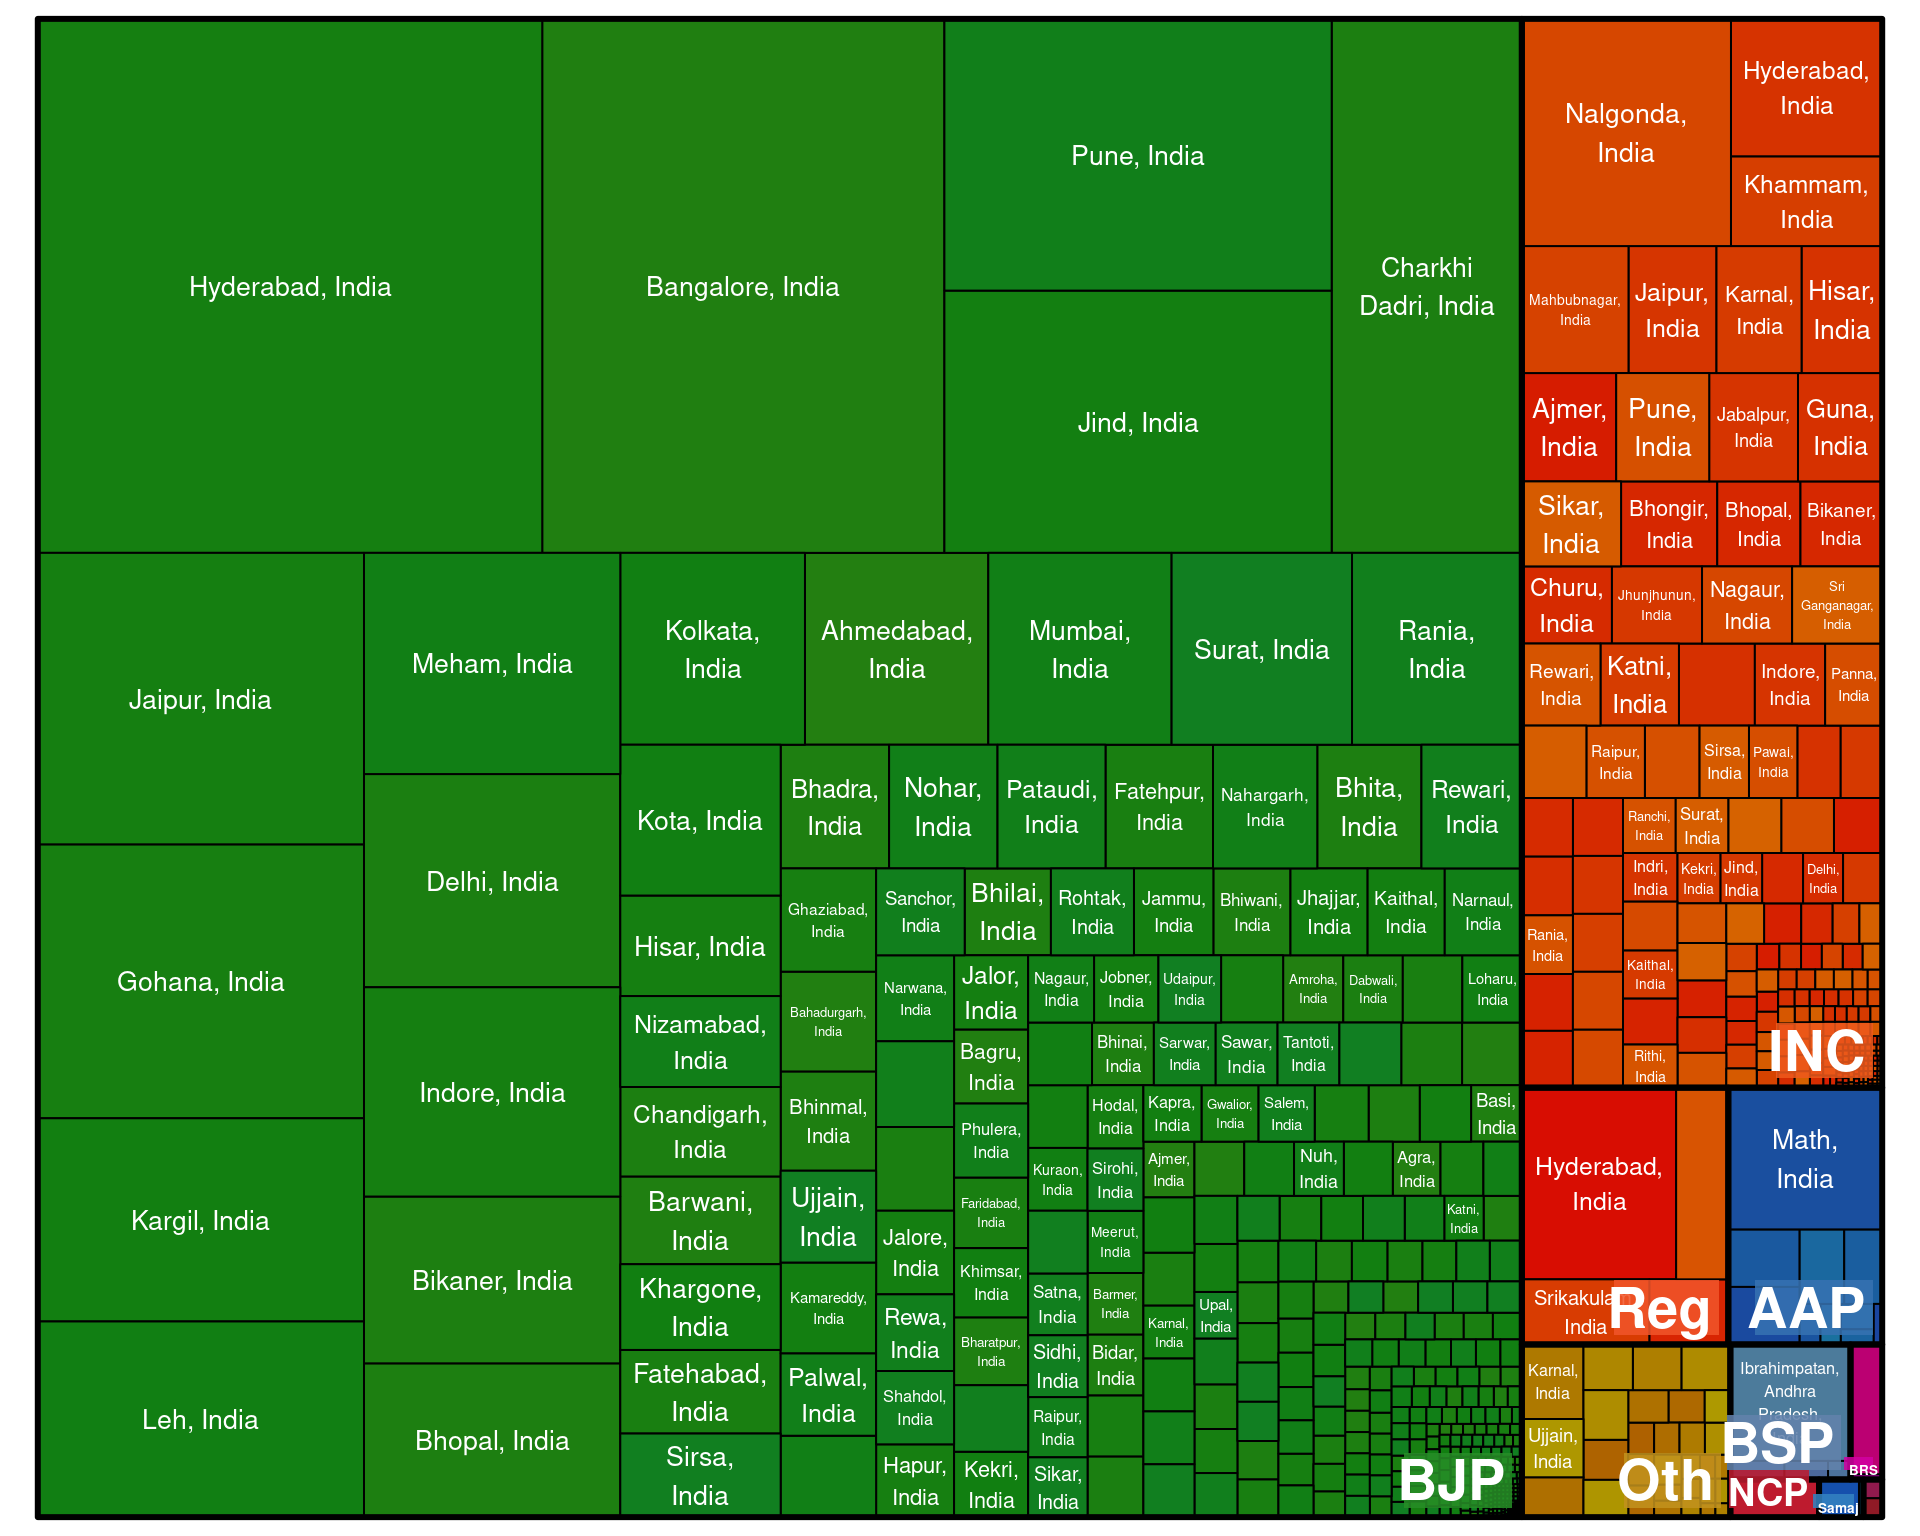 Hyderabad, India
Bangalore, India
Pune, India
Jind, India
Charkhi
Dadri, India
Jaipur, India
Gohana, India
Kargil, India
Leh, India
Meham, India
Delhi, India
Indore, India
Bikaner, India
Bhopal, India
Kolkata,
India
Ahmedabad,
India
Mumbai,
India
Surat, India
Rania,
India
Kota, India
Hisar, India
Nizamabad,
India
Chandigarh,
India
Barwani,
India
Khargone,
India
Fatehabad,
India
Sirsa,
India
Bhadra,
India
Nohar,
India
Pataudi,
India
Fatehpur,
India
Nahargarh,
India
Bhita,
India
Rewari,
India
Ghaziabad,
India
Bahadurgarh,
India
Bhinmal,
India
Ujjain,
India
Kamareddy,
India
Palwal,
India
Sanchor,
India
Bhilai,
India
Rohtak,
India
Jammu,
India
Bhiwani,
India
Jhajjar,
India
Kaithal,
India
Narnaul,
India
Narwana,
India
Jalore,
India
Rewa,
India
Shahdol,
India
Hapur,
India
Jalor,
India
Bagru,
India
Phulera,
India
Faridabad,
India
Khimsar,
India
Bharatpur,
India
Kekri,
India
Nagaur,
India
Jobner,
India
Udaipur,
India
Amroha,
India
Dabwali,
India
Loharu,
India
Bhinai,
India
Sarwar,
India
Sawar,
India
Tantoti,
India
Kuraon,
India
Satna,
India
Sidhi,
India
Raipur,
India
Sikar,
India
Hodal,
India
Kapra,
India
Gwalior,
India
Salem,
India
Basi,
India
Sirohi,
India
Meerut,
India
Barmer,
India
Bidar,
India
Ajmer,
India
Nuh,
India
Agra,
India
Karnal,
India
Upal,
India
Katni,
India
BJP
Nalgonda,
India
Hyderabad,
India
Khammam,
India
Mahbubnagar,
India
Jaipur,
India
Karnal,
India
Hisar,
India
Ajmer,
India
Pune,
India
Jabalpur,
India
Guna,
India
Sikar,
India
Bhongir,
India
Bhopal,
India
Bikaner,
India
Churu,
India
Jhunjhunun,
India
Nagaur,
India
Sri
Ganganagar,
India
Rewari,
India
Katni,
India
Indore,
India
Panna,
India
Raipur,
India
Sirsa,
India
Pawai,
India
Ranchi,
India
Surat,
India
Indri,
India
Kekri,
India
Jind,
India
Delhi,
India
Rania,
India
Kaithal,
India
Rithi,
India
INC
Hyderabad,
India
Srikakula
India
Reg
Math,
India
AAP
Karnal,
India
Ujjain,
India
Oth
Ibrahimpatan,
Andhra
Pradesh,
BSP
BRS
NCP
Samaj